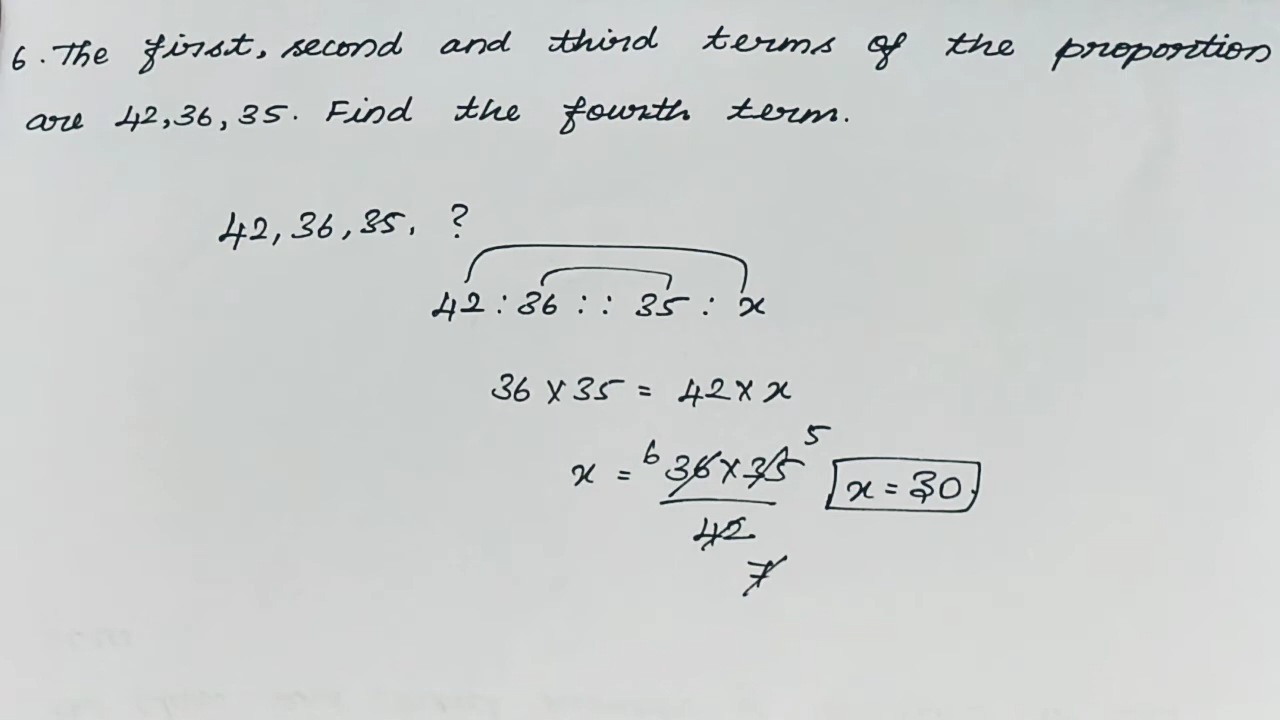 6. The first, second and third terms of the proportion
are 42,36,35. Find the fourth term.
42, 36, 35, ?
42 : 36 : : 35 : x
36 x 35 = 42 x x
x = 6 36 x 35 5
42
7
x = 30.